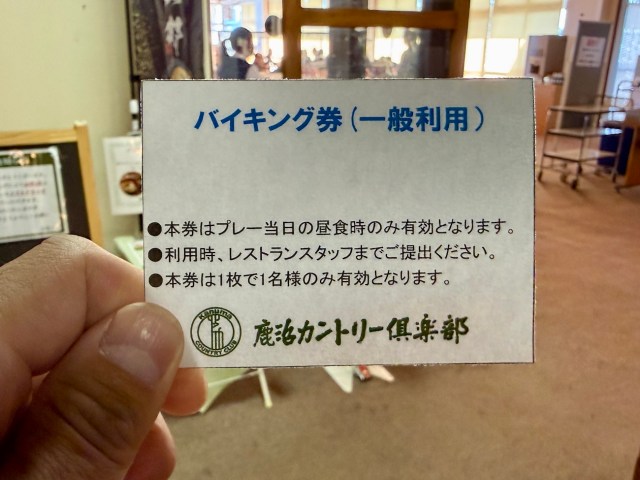 バイキング券(一般利用)
●本券はプレー当日の昼食時のみ有効となります。
●利用時、レストランスタッフまでご提出ください。
●本券は1枚で1名様のみ有効となります。
Kanuma
COUNTRY CLUB
鹿沼カントリー倶楽部